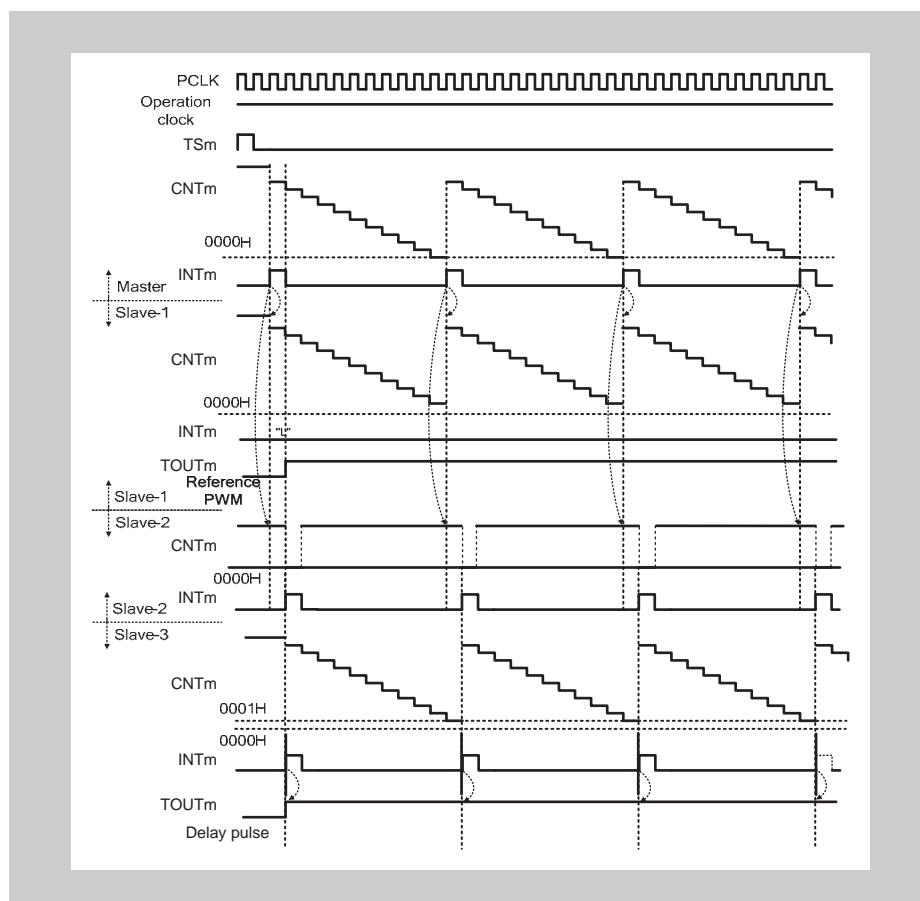 PCLK
Operation
clock
TSm
CNTm
0000H
INTm
Master
Slave-1
CNTm
0000H
INTm
"L"
TOUTm
Reference
PWM
Slave-1
Slave-2
CNTm
0000H
INTm
Slave-2
Slave-3
CNTm
0001H
0000H
INTm
TOUTm
Delay pulse